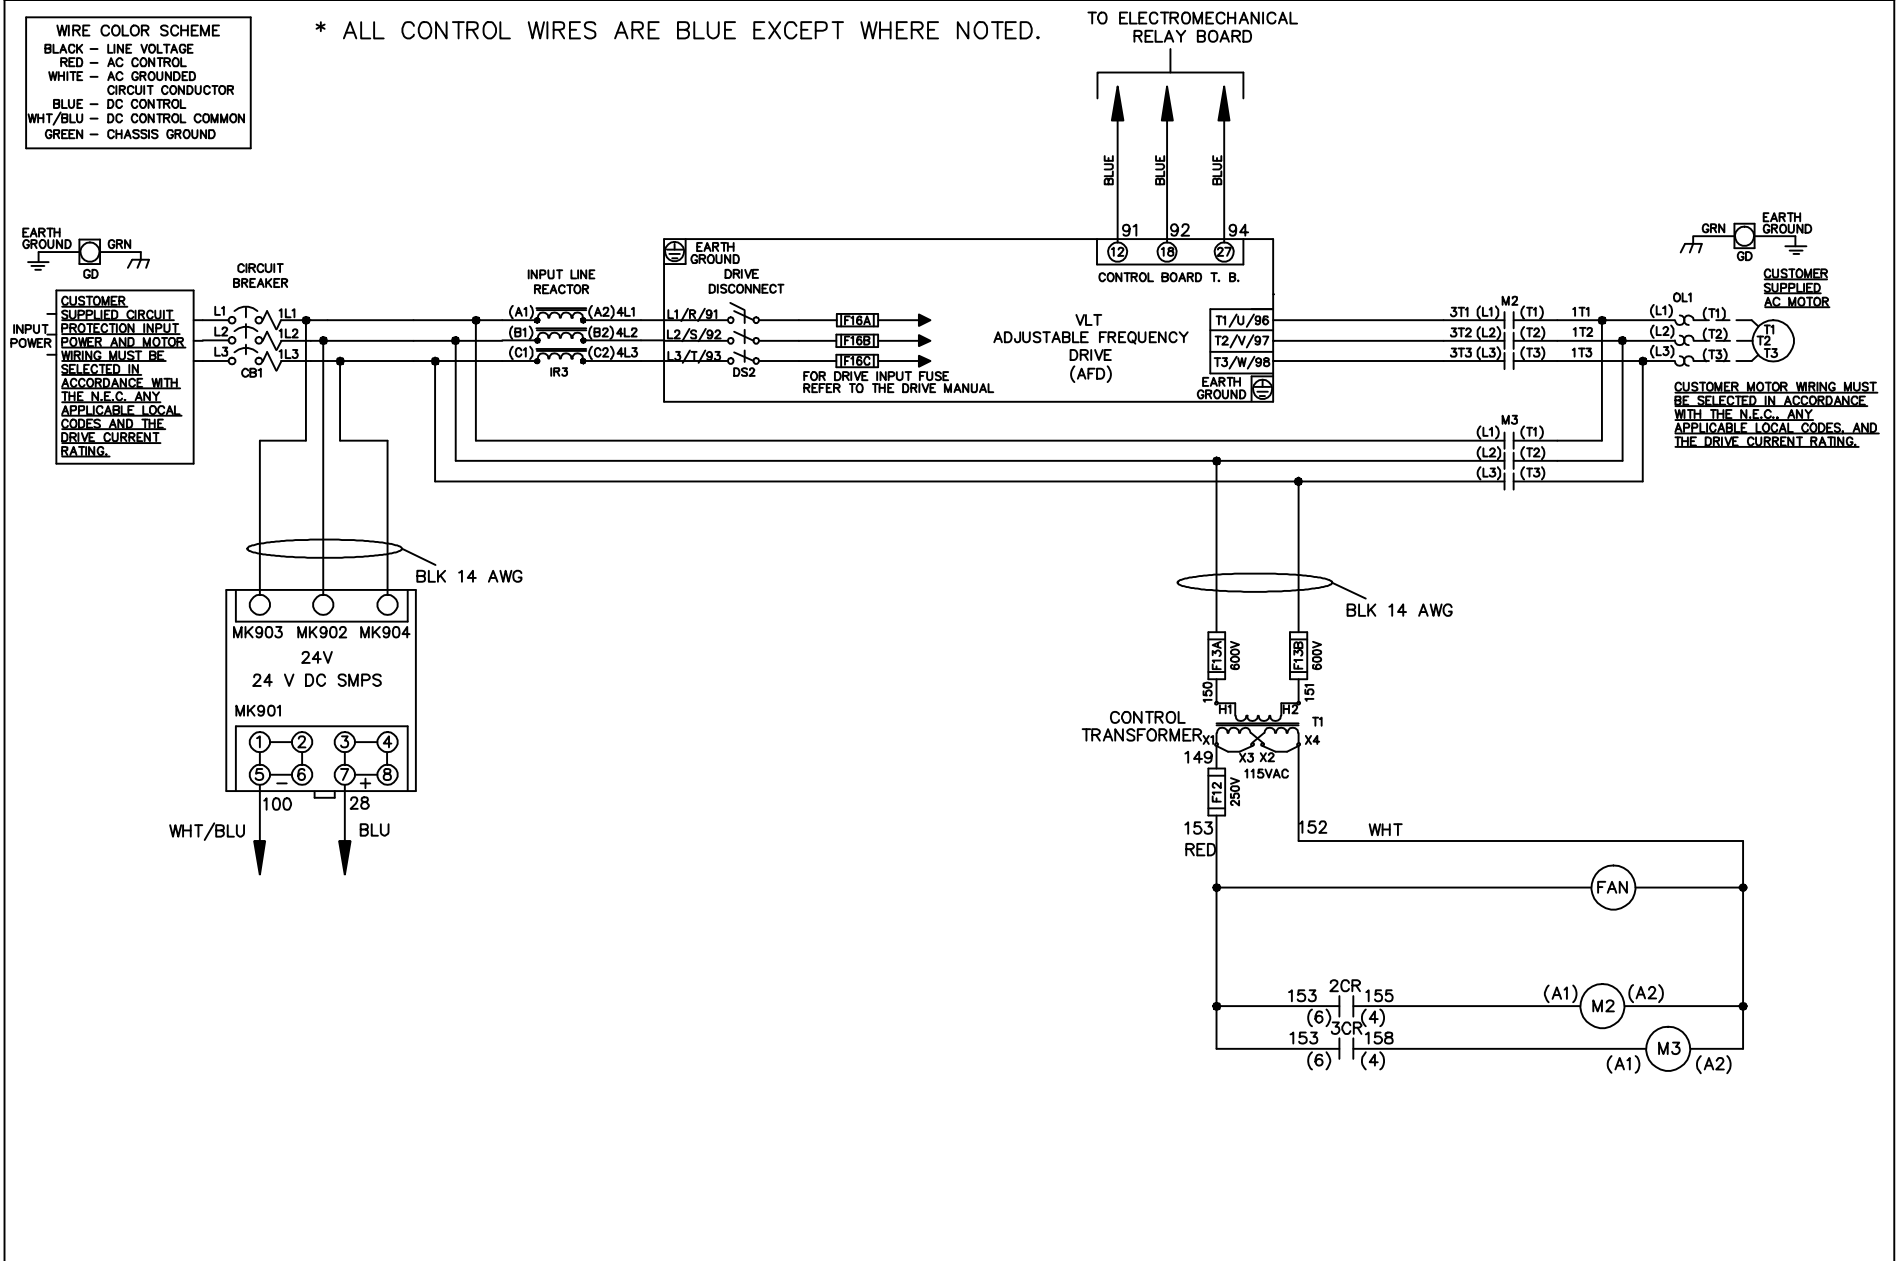 WIRE COLOR SCHEME
BLACK – LINE VOLTAGE
RED – AC CONTROL
WHITE – AC GROUNDED
CIRCUIT CONDUCTOR
BLUE – DC CONTROL
WHT/BLU – DC CONTROL COMMON
GREEN – CHASSIS GROUND
* ALL CONTROL WIRES ARE BLUE EXCEPT WHERE NOTED.
TO ELECTROMECHANICAL
RELAY BOARD
BLUE
BLUE
BLUE
91 92 94
12 18 27
CONTROL BOARD T. B.
EARTH
GROUND
GRN
GD
CIRCUIT
BREAKER
INPUT
POWER
CUSTOMER
SUPPLIED CIRCUIT
PROTECTION INPUT
POWER AND MOTOR
WIRING MUST BE
SELECTED IN
ACCORDANCE WITH
THE N.E.C. ANY
APPLICABLE LOCAL
CODES AND THE
DRIVE CURRENT
RATING.
L1 1L1
L2 1L2
L3 1L3
CB1
INPUT LINE
REACTOR
(A1) (A2) 4L1
(B1) (B2) 4L2
(C1) (C2) 4L3
IR3
EARTH
GROUND
DRIVE
DISCONNECT
L1/R/91
L2/S/92
L3/T/93
DS2
IF16A
IF16B
IF16C
FOR DRIVE INPUT FUSE
REFER TO THE DRIVE MANUAL
VLT
ADJUSTABLE FREQUENCY
DRIVE
(AFD)
T1/U/96
T2/V/97
T3/W/98
EARTH
GROUND
M2
3T1 (L1) (T1) 1T1
3T2 (L2) (T2) 1T2
3T3 (L3) (T3) 1T3
M3
(L1) (T1)
(L2) (T2)
(L3) (T3)
OL1
(L1) (T1)
(L2) (T2)
(L3) (T3)
T1
T2
T3
GRN
GD
EARTH
GROUND
CUSTOMER
SUPPLIED
AC MOTOR
CUSTOMER MOTOR WIRING MUST
BE SELECTED IN ACCORDANCE
WITH THE N.E.C., ANY
APPLICABLE LOCAL CODES, AND
THE DRIVE CURRENT RATING.
BLK 14 AWG
MK903 MK902 MK904
24V
24 V DC SMPS
MK901
1 2 3 4
5 6 7 8
– +
100 28
WHT/BLU BLU
BLK 14 AWG
F13A 600V
F13B 600V
150 151
H1 H2
T1
CONTROL
TRANSFORMER
X1 X3 X2 X4
149
115VAC
F12 250V
153
RED
152 WHT
FAN
153 2CR 155
(6) (4)
(A1) M2 (A2)
153 3CR 158
(6) (4)
(A1) M3 (A2)